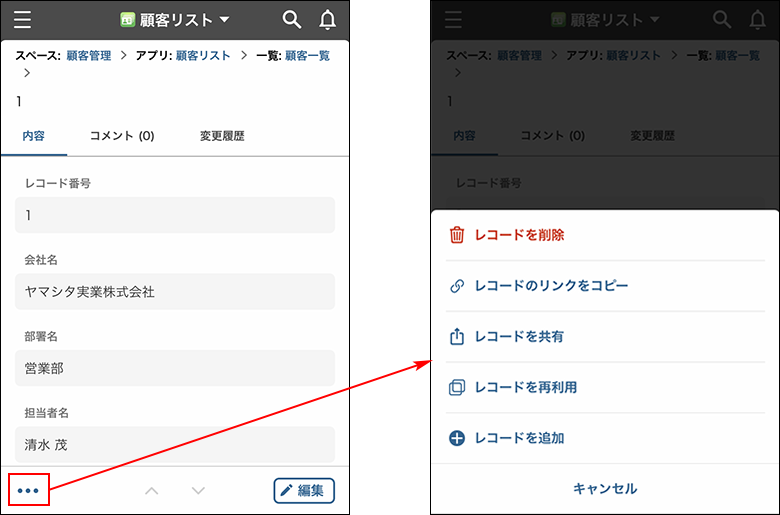 顧客リスト
スペース: 顧客管理 > アプリ: 顧客リスト > 一覧: 顧客一覧
>
1
内容 コメント (0) 変更履歴
レコード番号
1
会社名
ヤマシタ実業株式会社
部署名
営業部
担当者名
清水 茂
編集
顧客リスト
スペース: 顧客管理 > アプリ: 顧客リスト > 一覧: 顧客一覧
>
1
内容 コメント (0) 変更履歴
レコード番号
レコードを削除
レコードのリンクをコピー
レコードを共有
レコードを再利用
レコードを追加
キャンセル